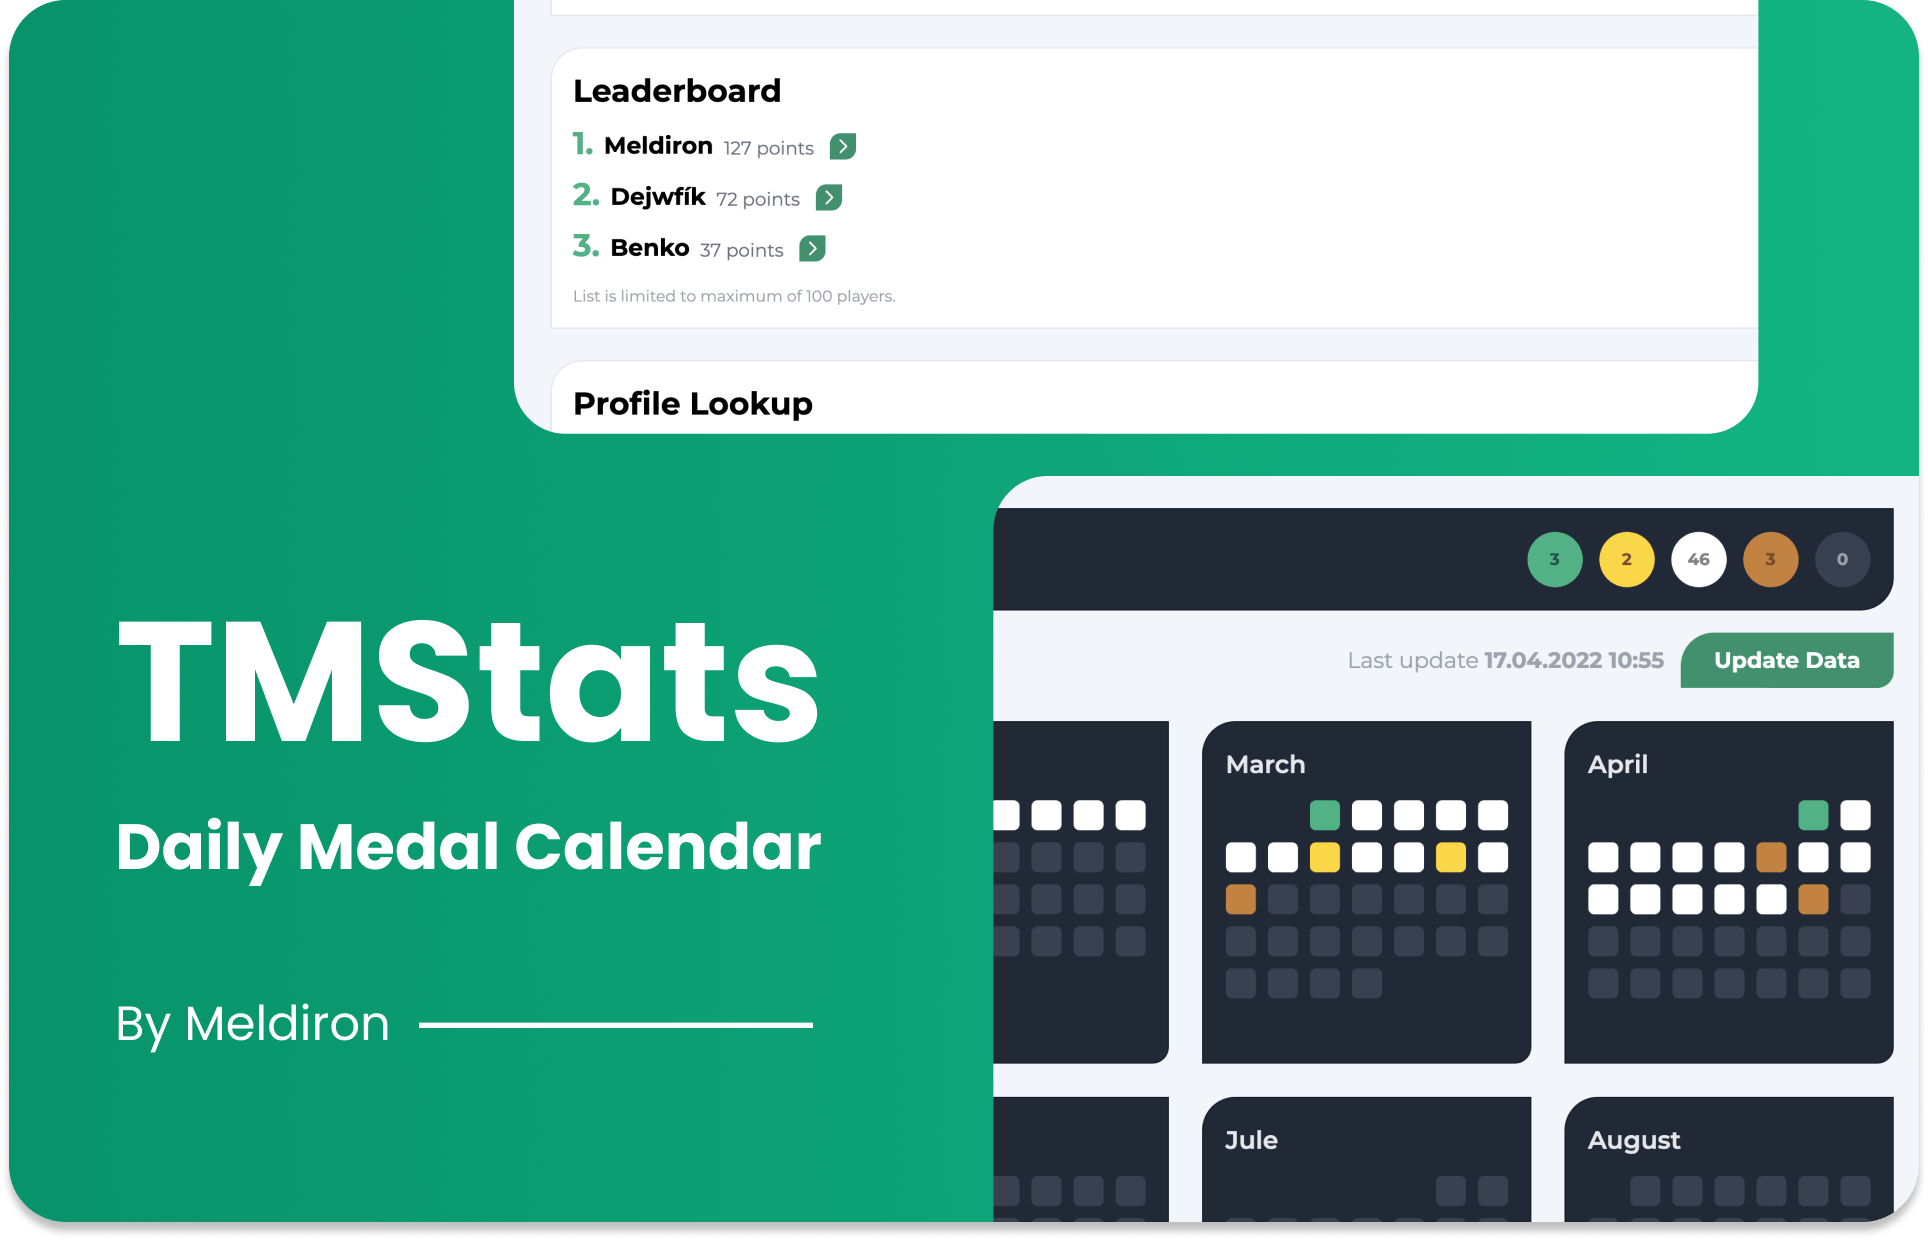 Leaderboard
1. Meldiron 127 points
2. Dejwfík 72 points
3. Benko 37 points
List is limited to maximum of 100 players.
Profile Lookup
3 2 46 3 0
Last update 17.04.2022 10:55 Update Data
TMStats
Daily Medal Calendar
By Meldiron
March April
Jule August